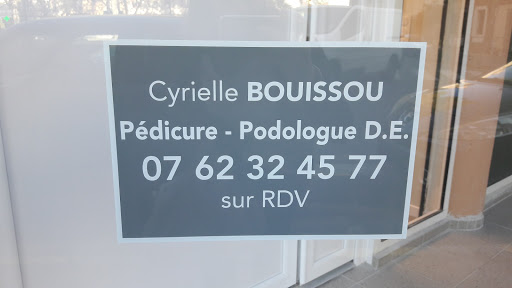 Cyrielle BOUISSOU
Pédicure - Podologue D.E.
07 62 32 45 77
sur RDV